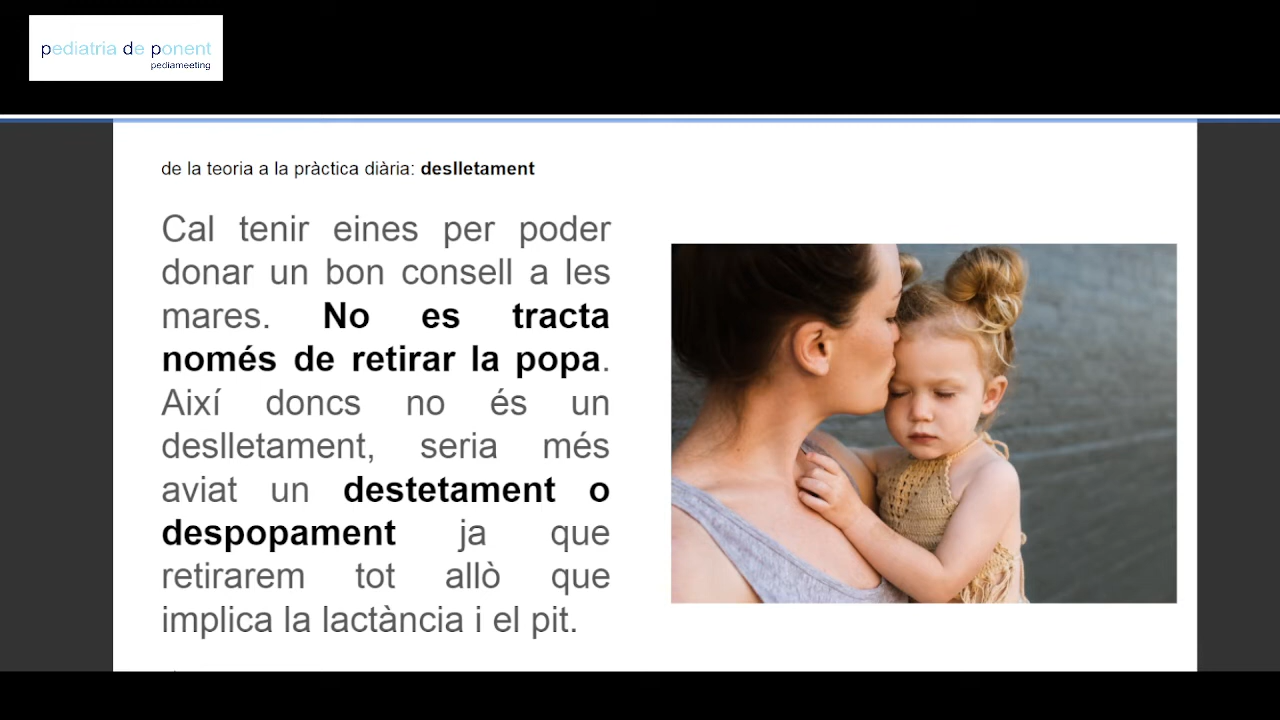 pediatria de ponent
pediameeting
de la teoria a la pràctica diària: deslletament
Cal tenir eines per poder
donar un bon consell a les
mares. No es tracta
només de retirar la popa.
Així doncs no és un
deslletament, seria més
aviat un destetament o
despopament ja que
retirarem tot allò que
implica la lactància i el pit.